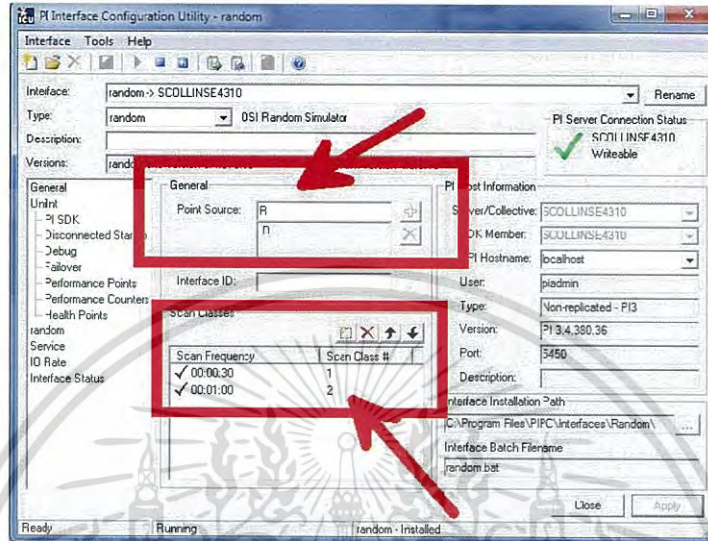 PI Interface Configuration Utility - random
Interface Tools Help
Interface: random -> SCOLLINSE4310 Rename
Type: random OSI Random Simulator
PI Server Connection Status
SCOLLINSE4310
Writeable
Description:
Versions:
General
UniInt
PI SDK
Disconnected
Debug
Failover
Performance Points
Performance Counters
Health Points
random
Service
IO Rate
Interface Status
General
Point Source: R
Interface ID:
Scan Classes
Scan Frequency Scan Class #
00:00:30 1
00:01:00 2
Host Information
Server/Collective: SCOLLINSE4310
Member: SCOLLINSE4310
Hostname: localhost
User: piadmin
Type: Non-replicated - PI3
Version: PI 3.4.380.36
Port: 5450
Description:
Interface Installation Path
C:\Program Files\PIPC\Interfaces\Random\ ...
Interface Batch Filename
random.bat
Close Apply
Ready Running random - Installed